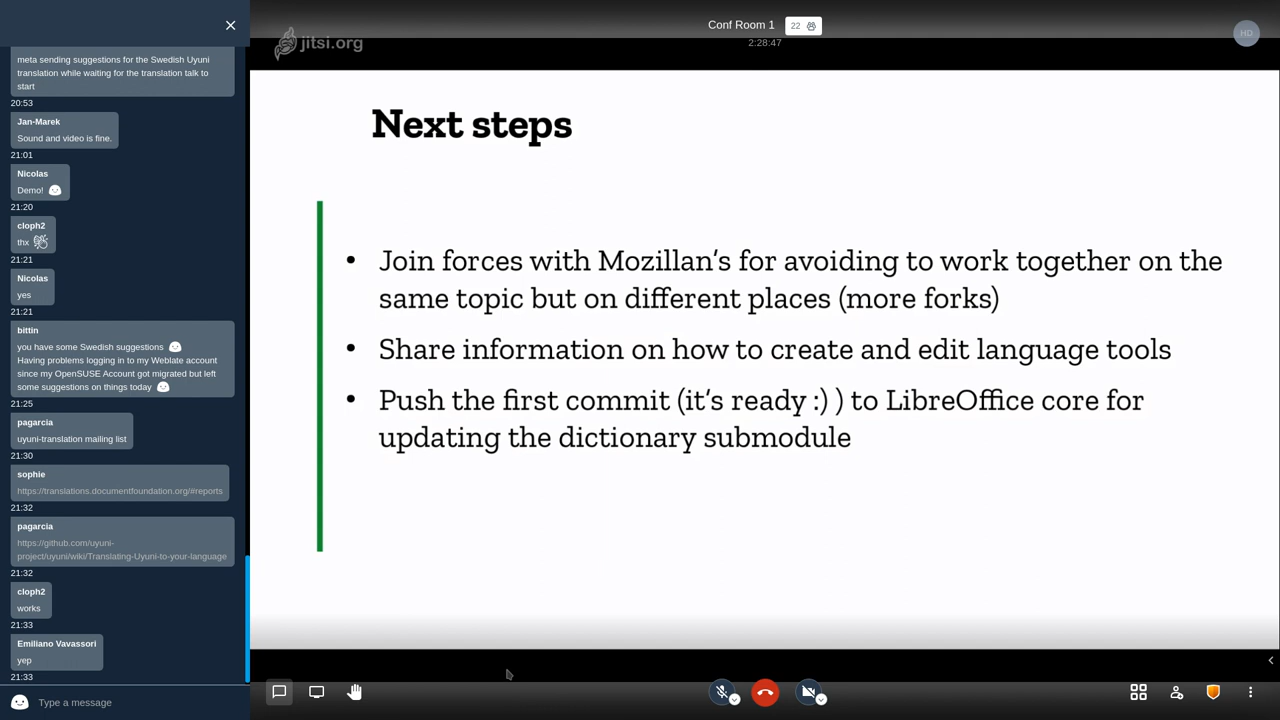 meta sending suggestions for the Swedish Uyuni
translation while waiting for the translation talk to
start
20:53
Jan-Marek
Sound and video is fine.
21:01
Nicolas
Demo!
21:20
cloph2
thx
21:21
Nicolas
yes
21:21
bittin
you have some Swedish suggestions
Having problems logging in to my Weblate account
since my OpenSUSE Account got migrated but left
some suggestions on things today
21:25
pagarcia
uyuni-translation mailing list
21:30
sophie
https://translations.documentfoundation.org/#reports
21:32
pagarcia
https://github.com/uyuni-
project/uyuni/wiki/Translating-Uyuni-to-your-language
21:32
cloph2
works
21:33
Emiliano Vavassori
yep
21:33
Type a message
jitsi.org
Conf Room 1 22
2:28:47
HD
Next steps
• Join forces with Mozillan's for avoiding to work together on the
same topic but on different places (more forks)
• Share information on how to create and edit language tools
• Push the first commit (it's ready :) ) to LibreOffice core for
updating the dictionary submodule